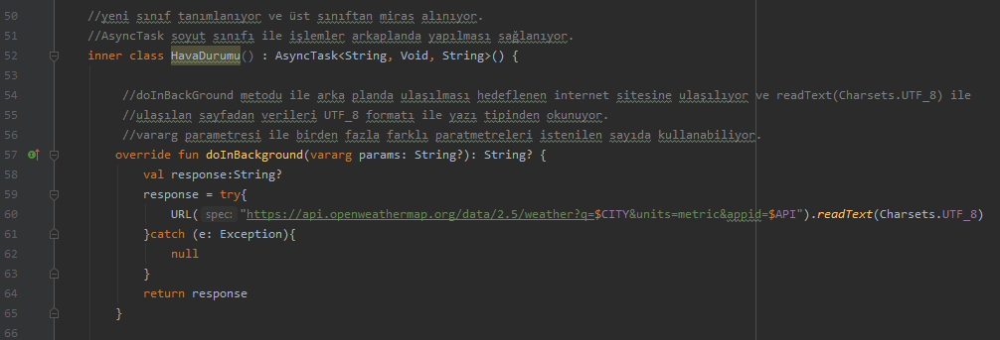 50 //yeni sınıf tanımlanıyor ve üst sınıftan miras alınıyor.
51 //AsyncTask soyut sınıfı ile işlemler arkaplanda yapılması sağlanıyor.
52 inner class HavaDurumu() : AsyncTask<String, Void, String>() {
53
54 //doInBackGround metodu ile arka planda ulaşılması hedeflenen internet sitesine ulaşılıyor ve readText(Charsets.UTF_8) ile
55 //ulaşılan sayfadan verileri UTF_8 formatı ile yazı tipinden okunuyor.
56 //vararg parametresi ile birden fazla farklı paratmetreleri istenilen sayıda kullanabiliyor.
57 override fun doInBackground(vararg params: String?): String? {
58 val response:String?
59 response = try{
60 URL( spec: "https://api.openweathermap.org/data/2.5/weather?q=$CITY&units=metric&appid=$API").readText(Charsets.UTF_8)
61 }catch (e: Exception){
62 null
63 }
64 return response
65 }
66